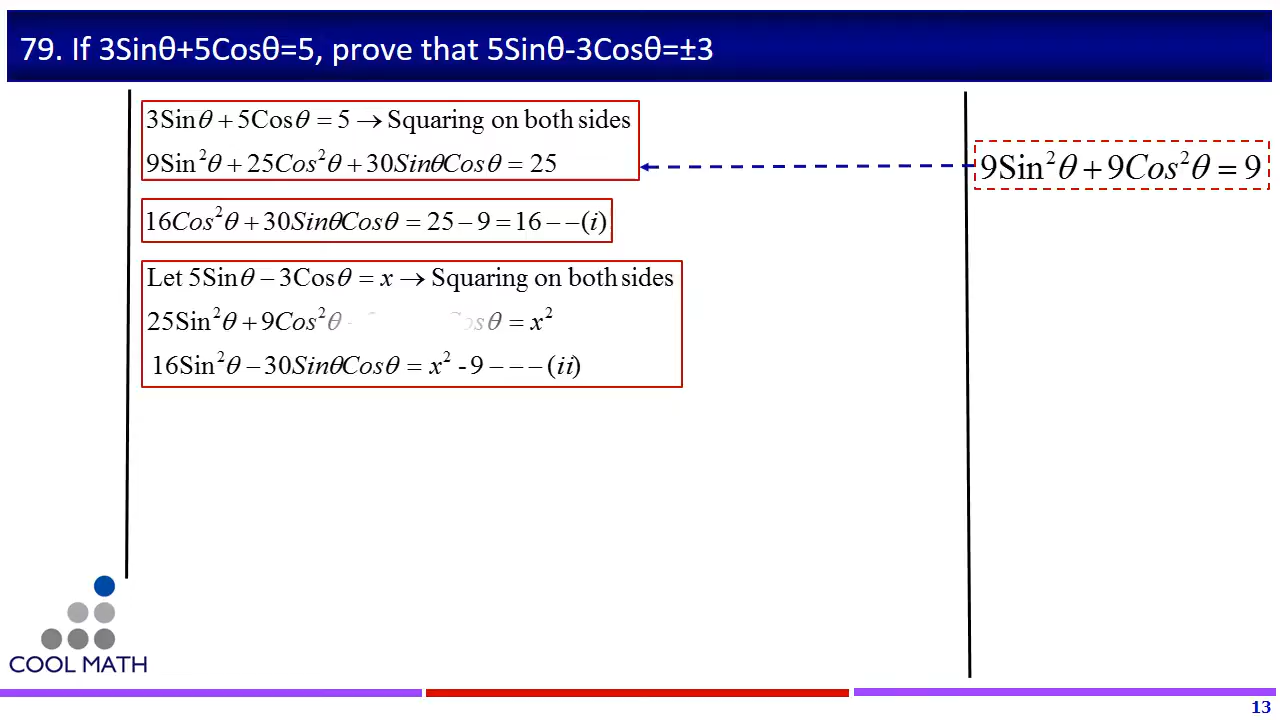 79. If 3Sinθ+5Cosθ=5, prove that 5Sinθ-3Cosθ=±3
3Sinθ + 5Cosθ = 5 → Squaring on both sides
9Sin²θ + 25Cos²θ + 30SinθCosθ = 25
9Sin²θ + 9Cos²θ = 9
16Cos²θ + 30SinθCosθ = 25 − 9 = 16 − −(i)
Let 5Sinθ − 3Cosθ = x → Squaring on both sides
25Sin²θ + 9Cos²θ - Cosθ = x²
16Sin²θ − 30SinθCosθ = x² - 9 − − − (ii)
COOL MATH
13